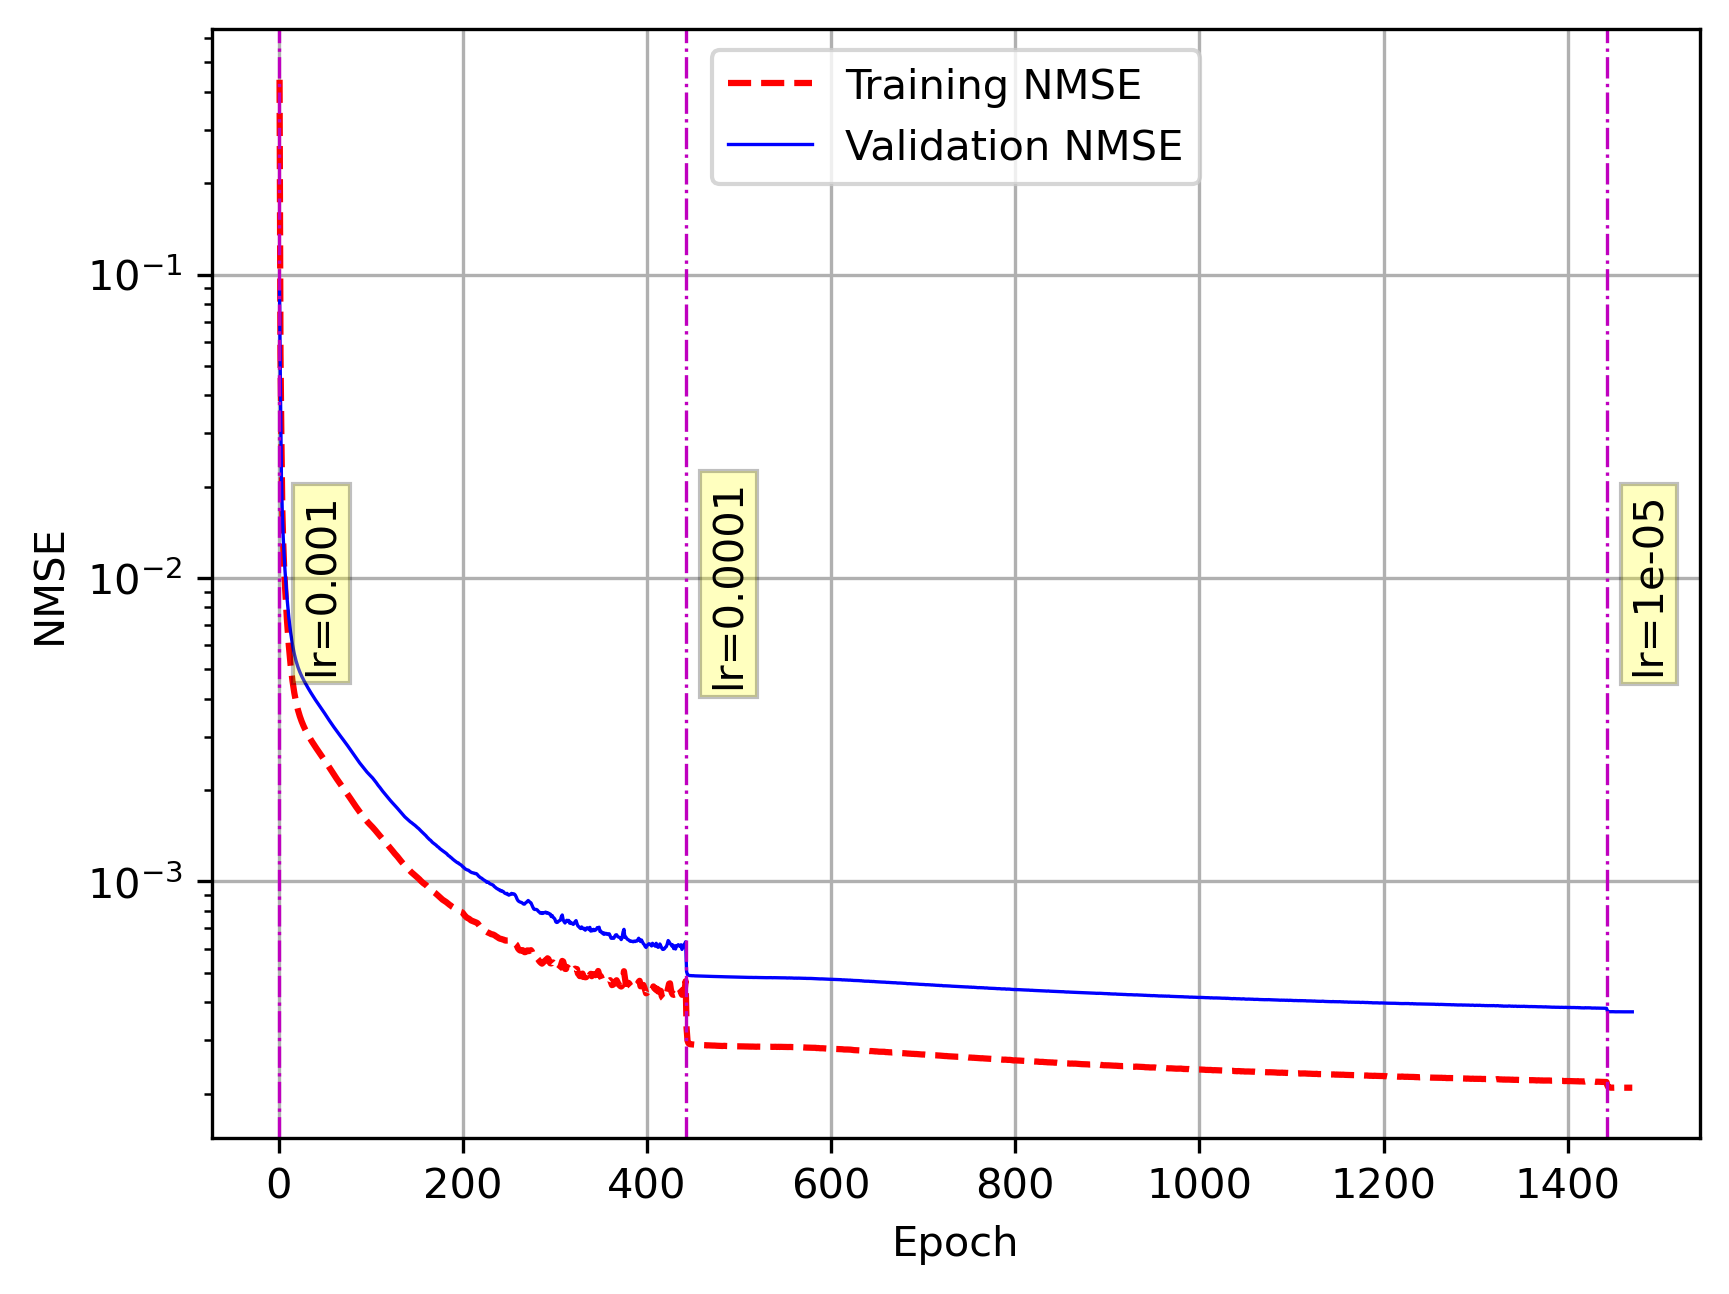 Training NMSE
Validation NMSE
10⁻¹
10⁻²
10⁻³
NMSE
lr=0.001
lr=0.0001
lr=1e-05
0 200 400 600 800 1000 1200 1400
Epoch